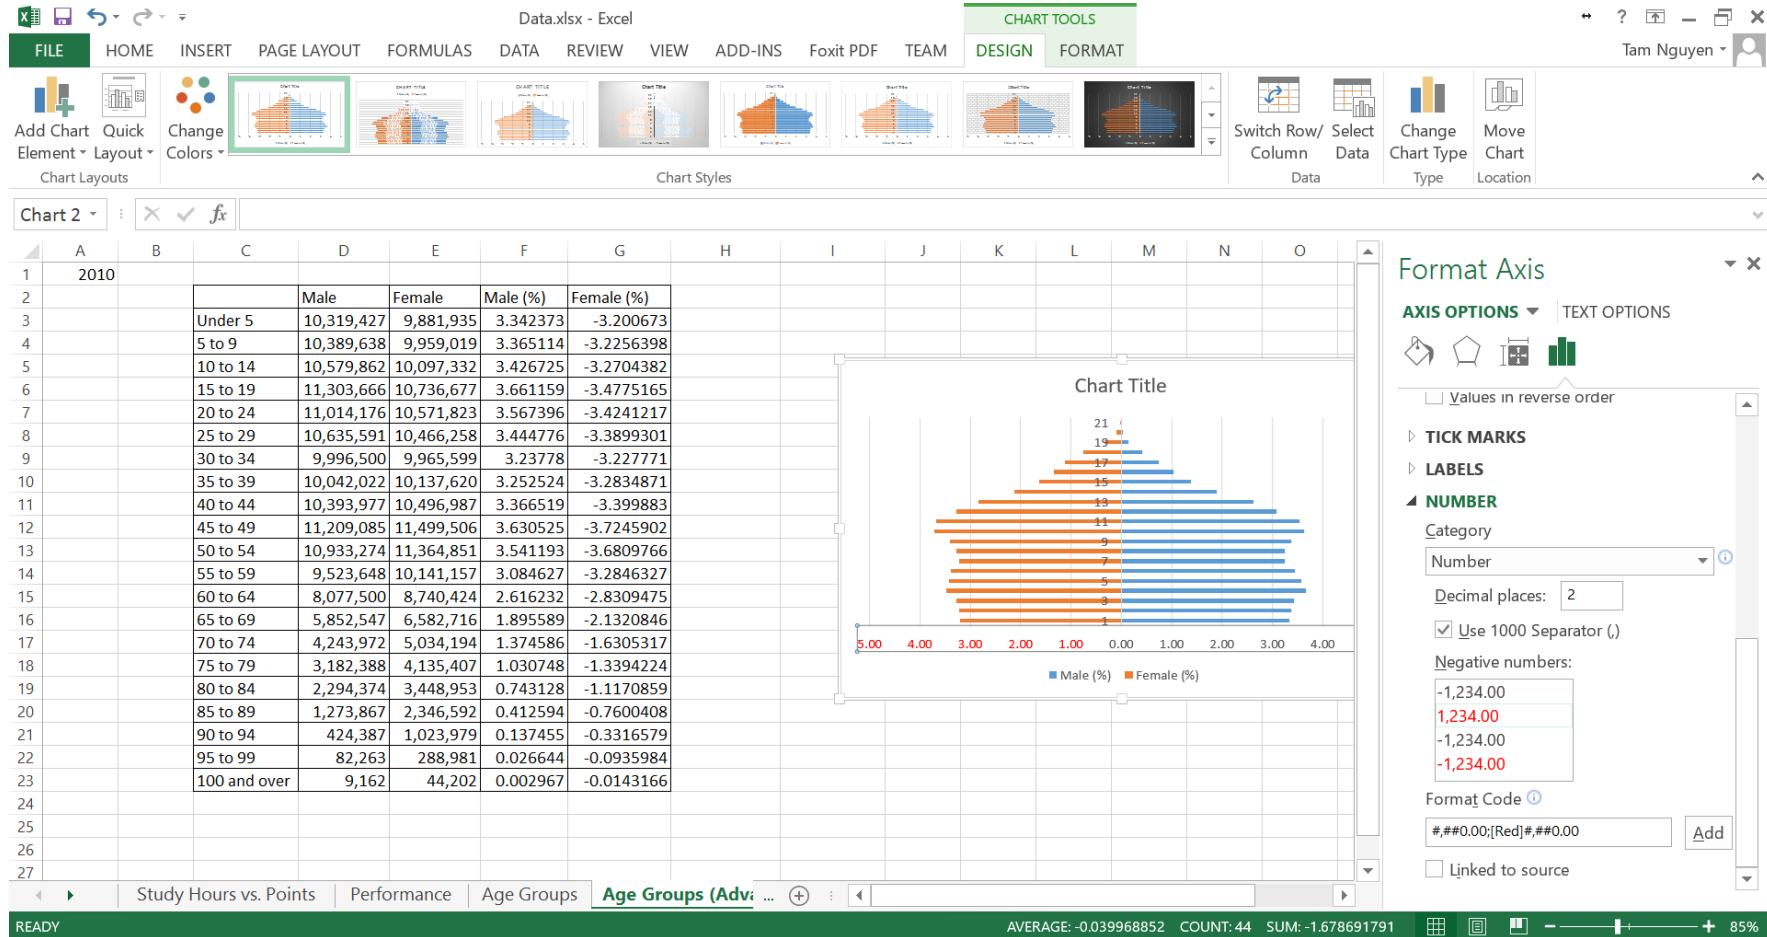 Data.xlsx - Excel
CHART TOOLS
?
FILE HOME INSERT PAGE LAYOUT FORMULAS DATA REVIEW VIEW ADD-INS Foxit PDF TEAM DESIGN FORMAT Tam Nguyen
Add Chart Element
Quick Layout
Change Colors
Switch Row/ Column
Select Data
Change Chart Type
Move Chart
Chart Layouts Chart Styles Data Type Location
Chart 2 fx
A B C D E F G H I J K L M N O
1 2010
2 Male Female Male (%) Female (%)
3 Under 5 10,319,427 9,881,935 3.342373 -3.200673
4 5 to 9 10,389,638 9,959,019 3.365114 -3.2256398
5 10 to 14 10,579,862 10,097,332 3.426725 -3.2704382
6 15 to 19 11,303,666 10,736,677 3.661159 -3.4775165
7 20 to 24 11,014,176 10,571,823 3.567396 -3.4241217
8 25 to 29 10,635,591 10,466,258 3.444776 -3.3899301
9 30 to 34 9,996,500 9,965,599 3.23778 -3.227771
10 35 to 39 10,042,022 10,137,620 3.252524 -3.2834871
11 40 to 44 10,393,977 10,496,987 3.366519 -3.399883
12 45 to 49 11,209,085 11,499,506 3.630525 -3.7245902
13 50 to 54 10,933,274 11,364,851 3.541193 -3.6809766
14 55 to 59 9,523,648 10,141,157 3.084627 -3.2846327
15 60 to 64 8,077,500 8,740,424 2.616232 -2.8309475
16 65 to 69 5,852,547 6,582,716 1.895589 -2.1320846
17 70 to 74 4,243,972 5,034,194 1.374586 -1.6305317
18 75 to 79 3,182,388 4,135,407 1.030748 -1.3394224
19 80 to 84 2,294,374 3,448,953 0.743128 -1.1170859
20 85 to 89 1,273,867 2,346,592 0.412594 -0.7600408
21 90 to 94 424,387 1,023,979 0.137455 -0.3316579
22 95 to 99 82,263 288,981 0.026644 -0.0935984
23 100 and over 9,162 44,202 0.002967 -0.0143166
24
25
26
27
Chart Title
21
19
17
15
13
11
9
7
5
3
1
5.00 4.00 3.00 2.00 1.00 0.00 1.00 2.00 3.00 4.00
Male (%) Female (%)
Format Axis
AXIS OPTIONS TEXT OPTIONS
Values in reverse order
TICK MARKS
LABELS
NUMBER
Category
Number
Decimal places: 2
Use 1000 Separator (,)
Negative numbers:
-1,234.00
1,234.00
-1,234.00
-1,234.00
Format Code
#,##0.00;[Red]#,##0.00 Add
Linked to source
Study Hours vs. Points Performance Age Groups Age Groups (Adva ...
READY AVERAGE: -0.039968852 COUNT: 44 SUM: -1.678691791 85%